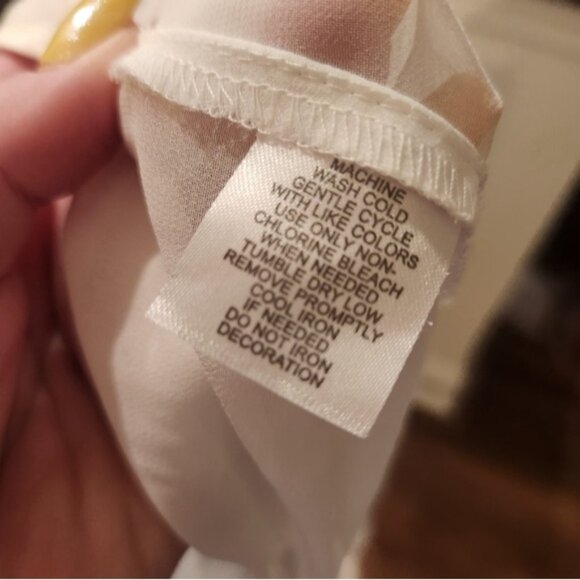 MACHINE
WASH COLD
GENTLE CYCLE
WITH LIKE COLORS
USE ONLY NON-
CHLORINE BLEACH
WHEN NEEDED
TUMBLE DRY LOW
REMOVE PROMPTLY
COOL IRON
IF NEEDED
DO NOT IRON
DECORATION